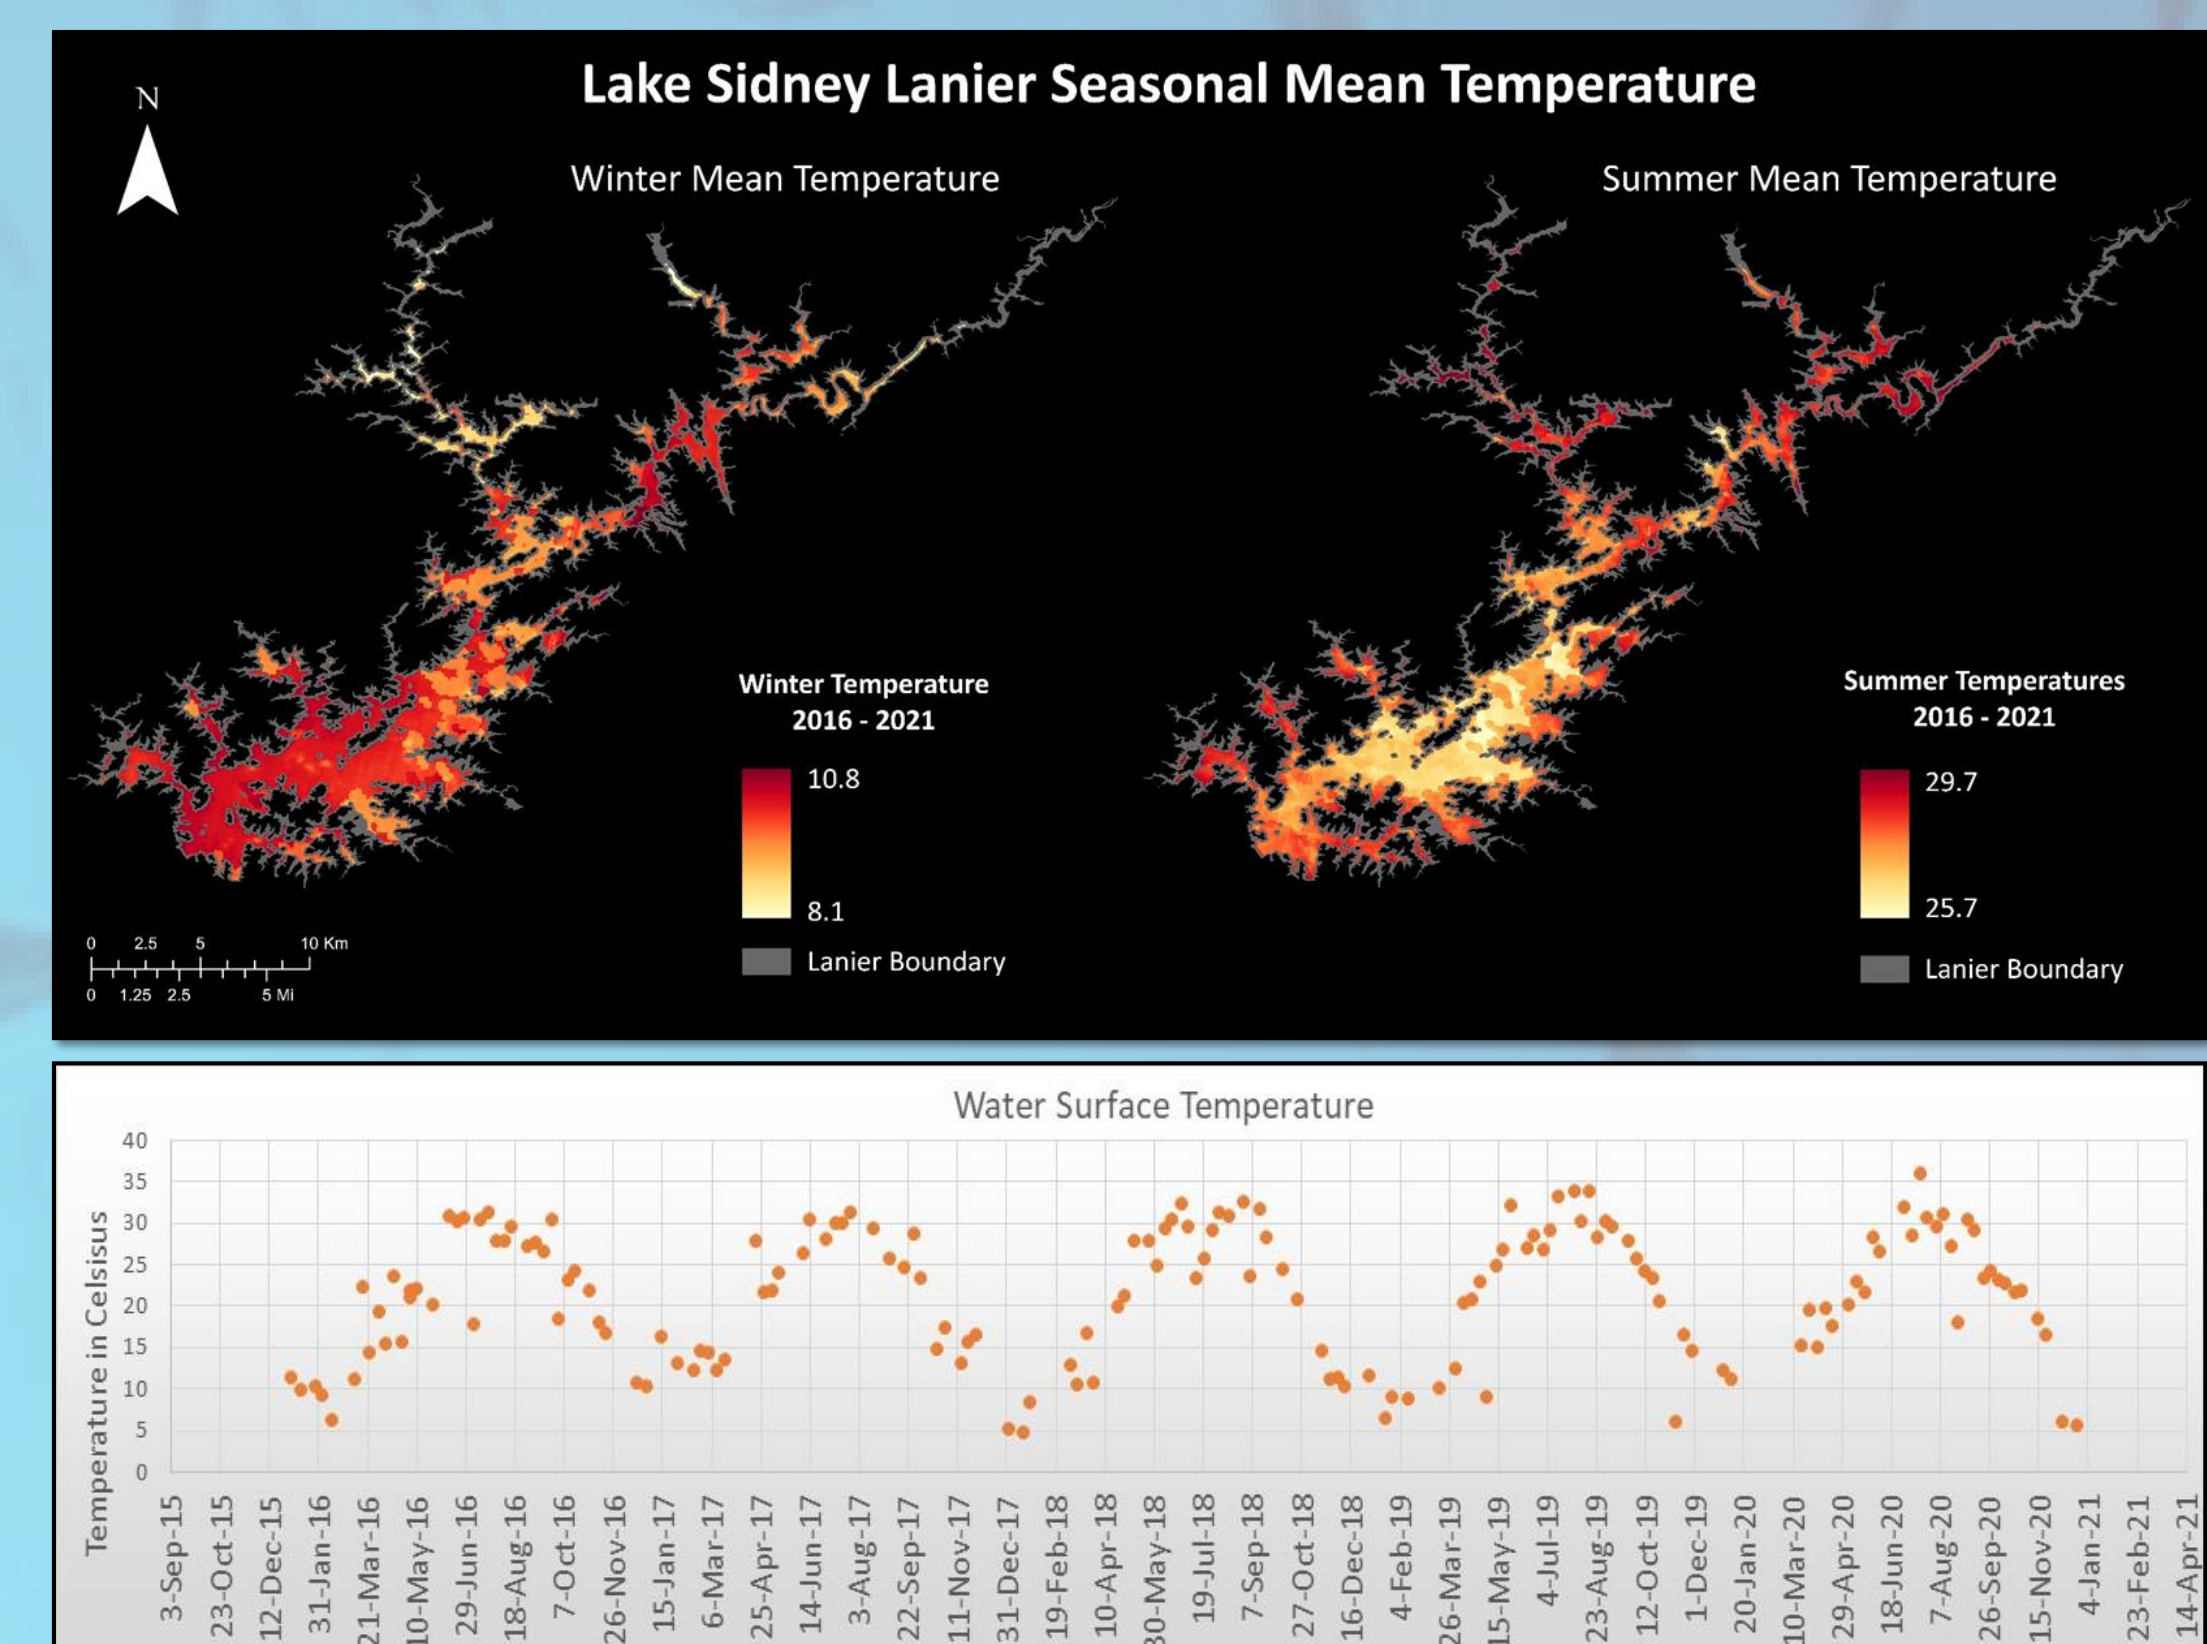 Lake Sidney Lanier Seasonal Mean Temperature
N
Winter Mean Temperature
Summer Mean Temperature
Winter Temperature
2016 - 2021
10.8
8.1
Lanier Boundary
Summer Temperatures
2016 - 2021
29.7
25.7
Lanier Boundary
0 2.5 5 10 Km
0 1.25 2.5 5 Mi
Water Surface Temperature
Temperature in Celsisus
40
35
30
25
20
15
10
5
0
3-Sep-15
23-Oct-15
12-Dec-15
31-Jan-16
21-Mar-16
10-May-16
29-Jun-16
18-Aug-16
7-Oct-16
26-Nov-16
15-Jan-17
6-Mar-17
25-Apr-17
14-Jun-17
3-Aug-17
22-Sep-17
11-Nov-17
31-Dec-17
19-Feb-18
10-Apr-18
30-May-18
19-Jul-18
7-Sep-18
27-Oct-18
16-Dec-18
4-Feb-19
26-Mar-19
15-May-19
4-Jul-19
23-Aug-19
12-Oct-19
1-Dec-19
20-Jan-20
10-Mar-20
29-Apr-20
18-Jun-20
7-Aug-20
26-Sep-20
15-Nov-20
4-Jan-21
23-Feb-21
14-Apr-21